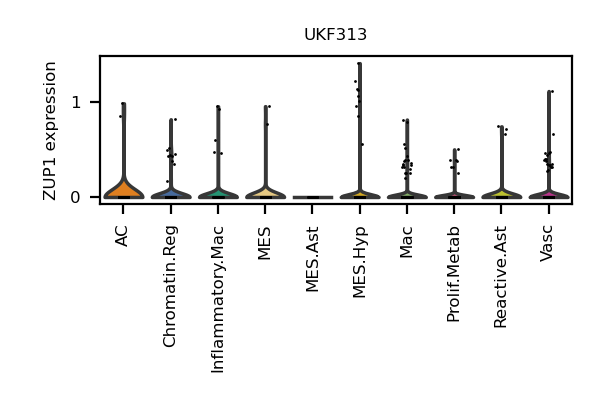 UKF313
ZUP1 expression
1
0
AC
Chromatin.Reg
Inflammatory.Mac
MES
MES.Ast
MES.Hyp
Mac
Prolif.Metab
Reactive.Ast
Vasc